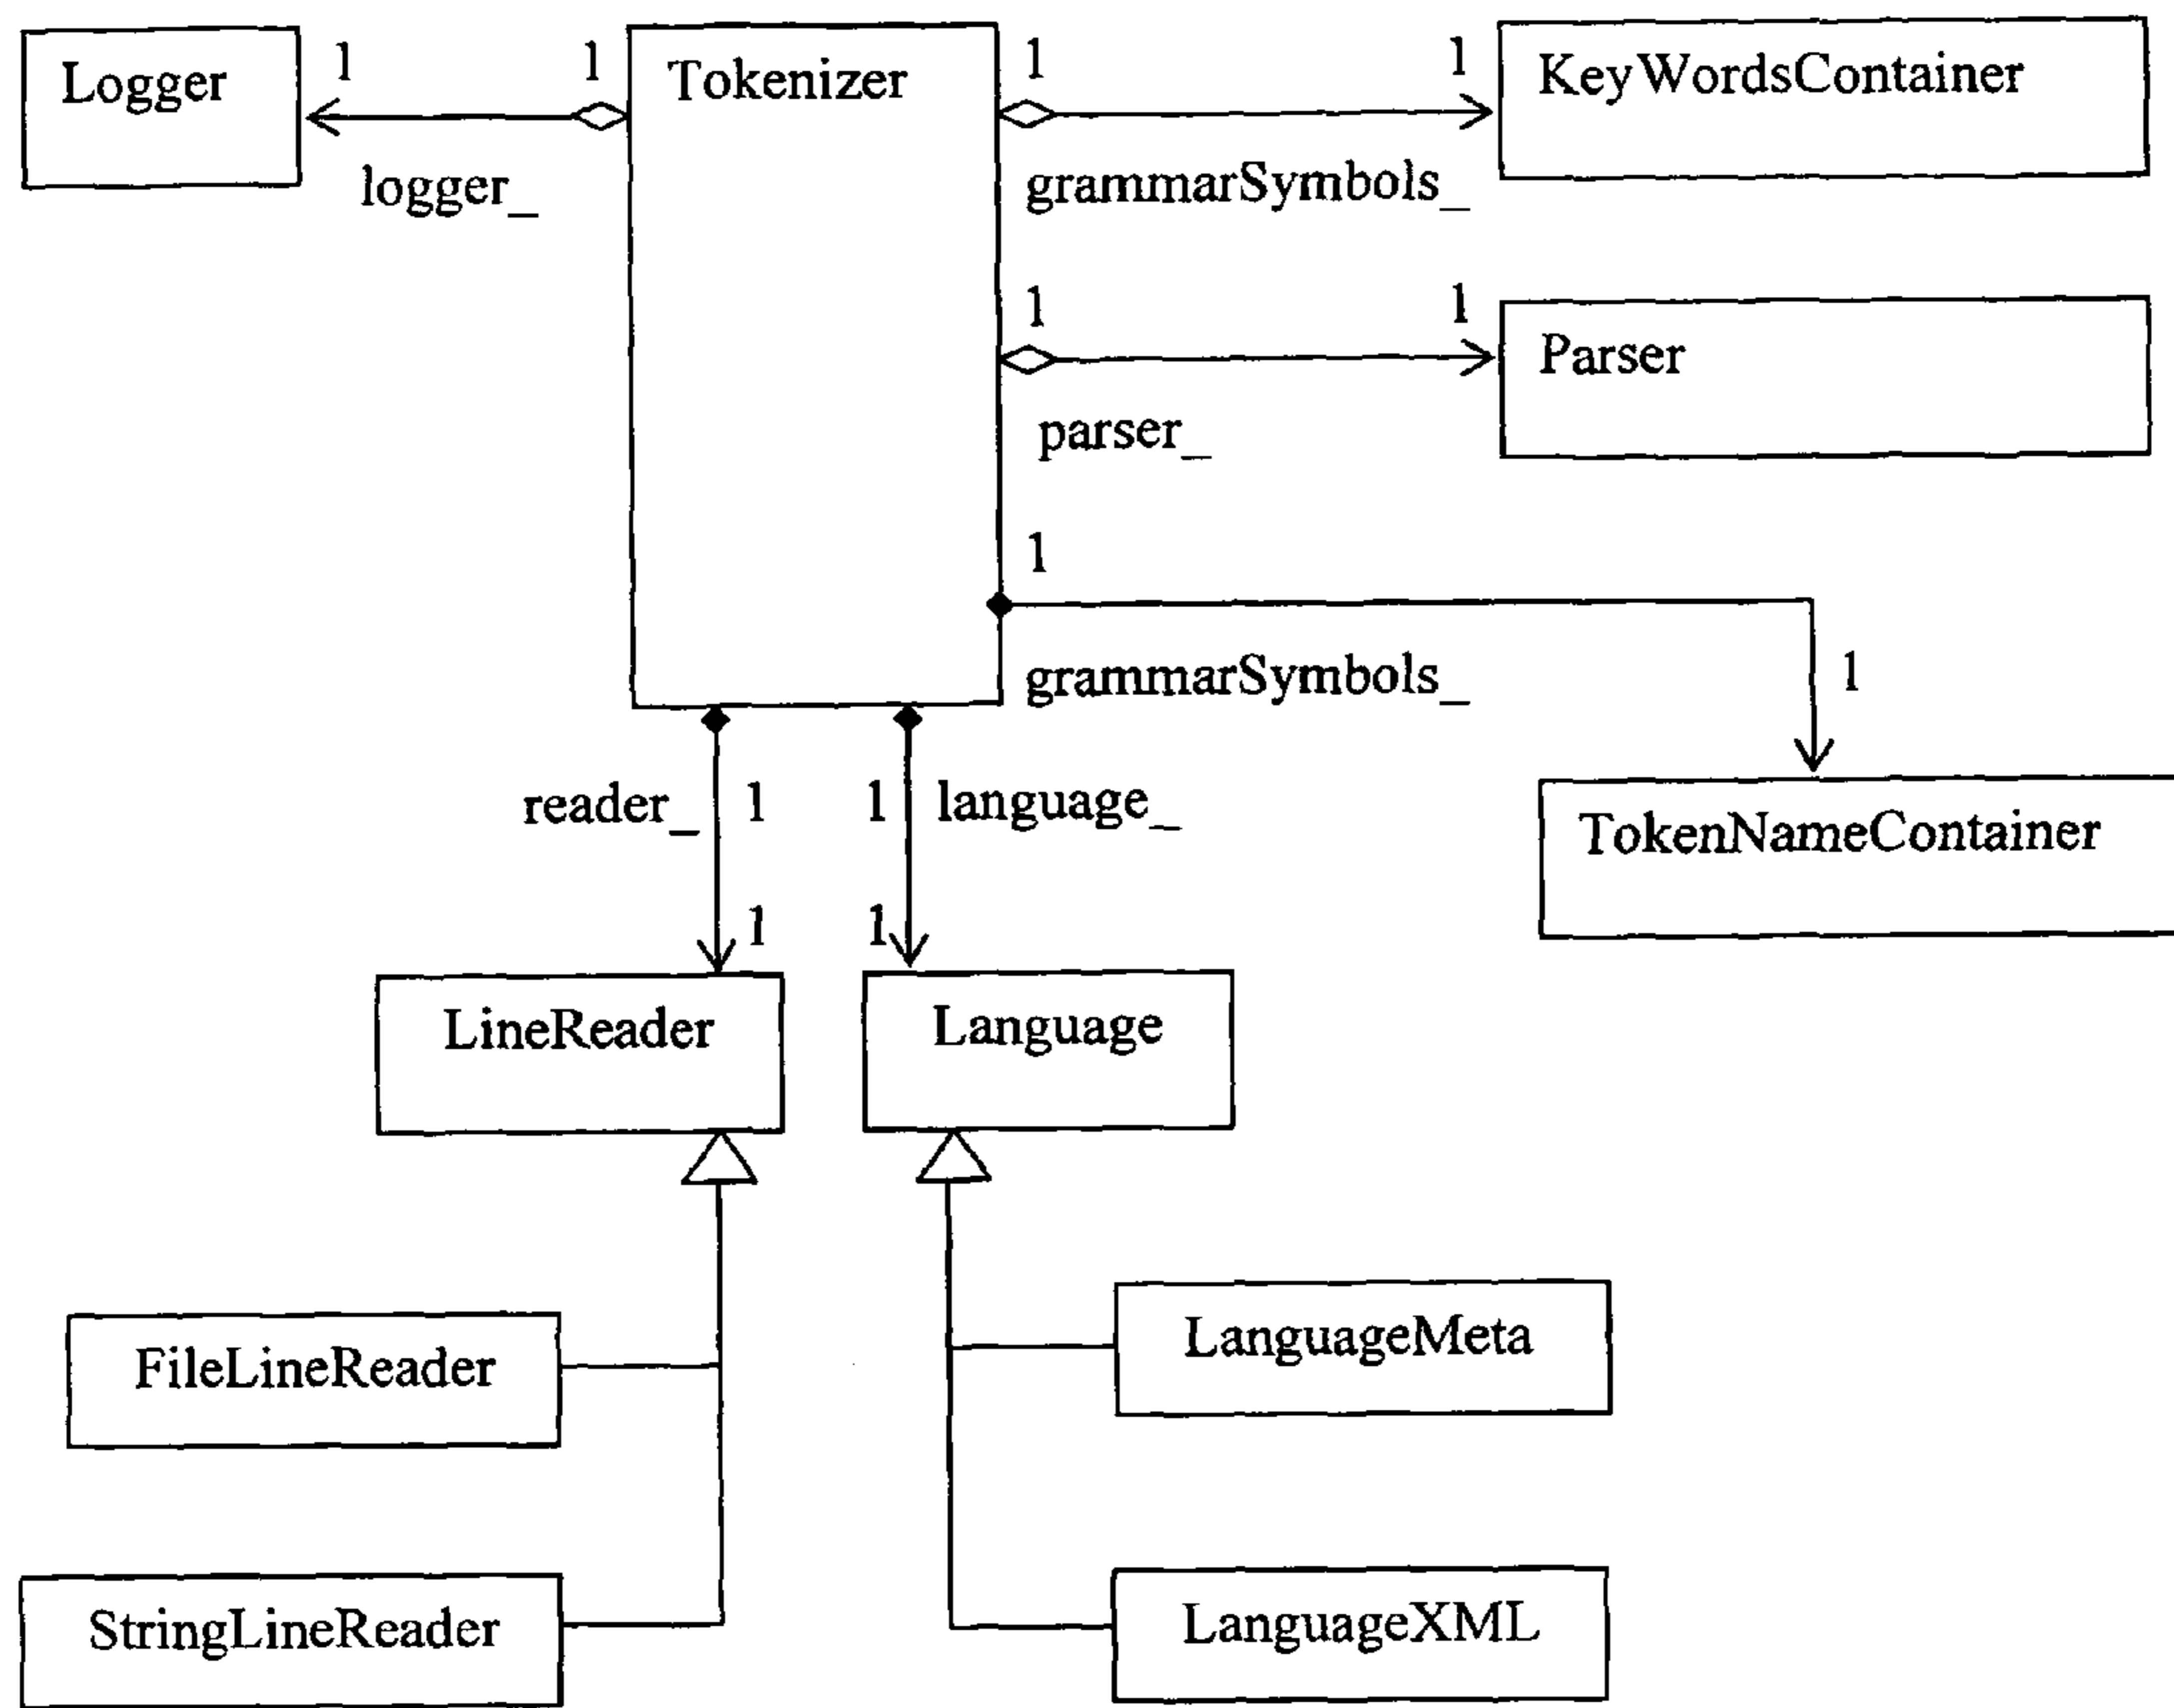 Logger
1
1
Tokenizer
1
1
KeyWordsContainer
logger_
grammarSymbols_
1
1
Parser
parser_
1
grammarSymbols_
1
reader_
1
1
language_
TokenNameContainer
1
1
LineReader
Language
FileLineReader
LanguageMeta
StringLineReader
LanguageXML